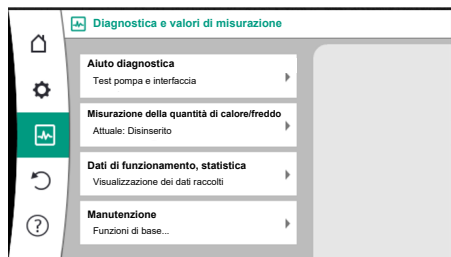 Diagnostica e valori di misurazione
Aiuto diagnostica
Test pompa e interfaccia
Misurazione della quantità di calore/freddo
Attuale: Disinserito
Dati di funzionamento, statistica
Visualizzazione dei dati raccolti
Manutenzione
Funzioni di base...
?